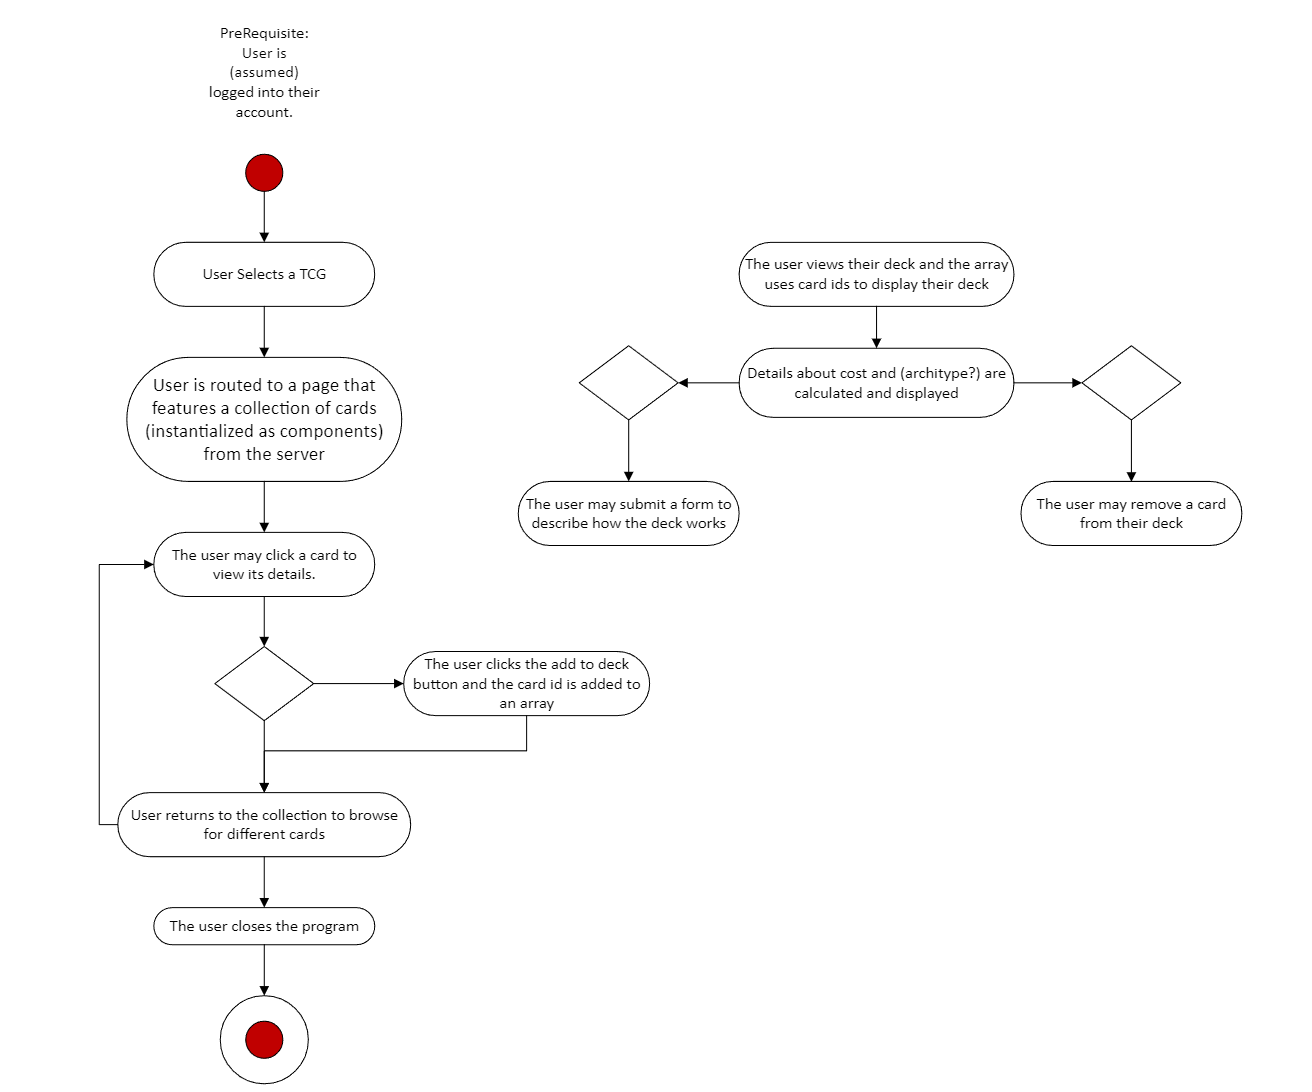 PreRequisite:
User is
(assumed)
logged into their
account.
User Selects a TCG
User is routed to a page that
features a collection of cards
(instantialized as components)
from the server
The user may click a card to
view its details.
The user clicks the add to deck
button and the card id is added to
an array
User returns to the collection to browse
for different cards
The user closes the program
The user views their deck and the array
uses card ids to display their deck
Details about cost and (architype?) are
calculated and displayed
The user may submit a form to
describe how the deck works
The user may remove a card
from their deck